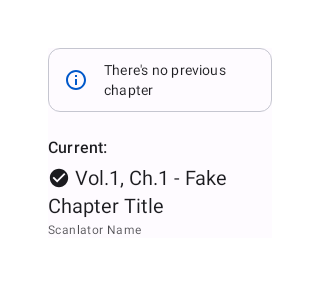 There's no previous
chapter
Current:
Vol.1, Ch.1 - Fake
Chapter Title
Scanlator Name